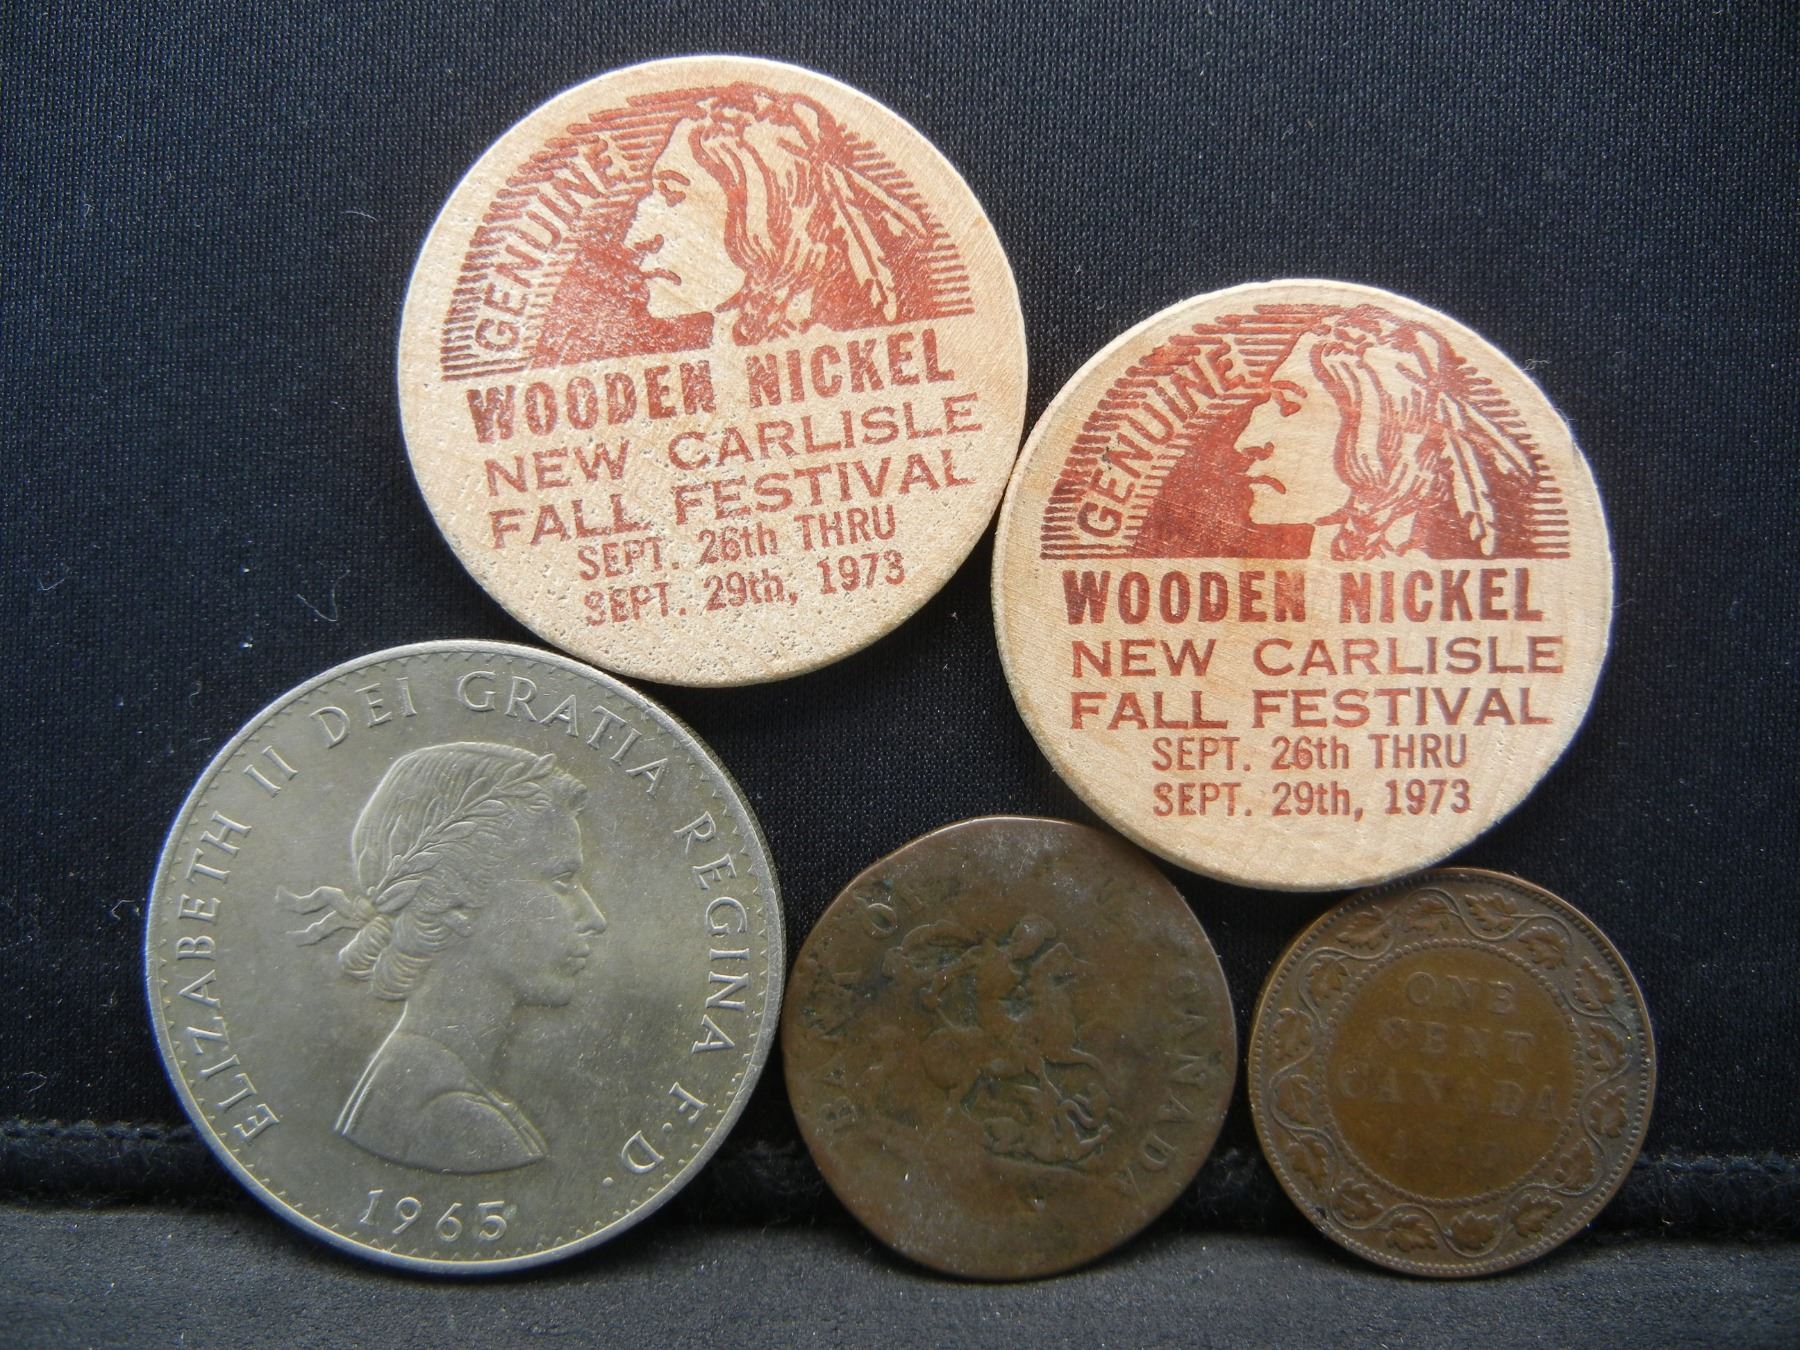 GENUINE
WOODEN NICKEL
NEW CARLISLE
FALL FESTIVAL
SEPT. 26th THRU
SEPT. 29th, 1973
GENUINE
WOODEN NICKEL
NEW CARLISLE
FALL FESTIVAL
SEPT. 26th THRU
SEPT. 29th, 1973
ELIZABETH II DEI GRATIA REGINA F·D·
1965
BANK OF CANADA
ONE
CENT
CANADA